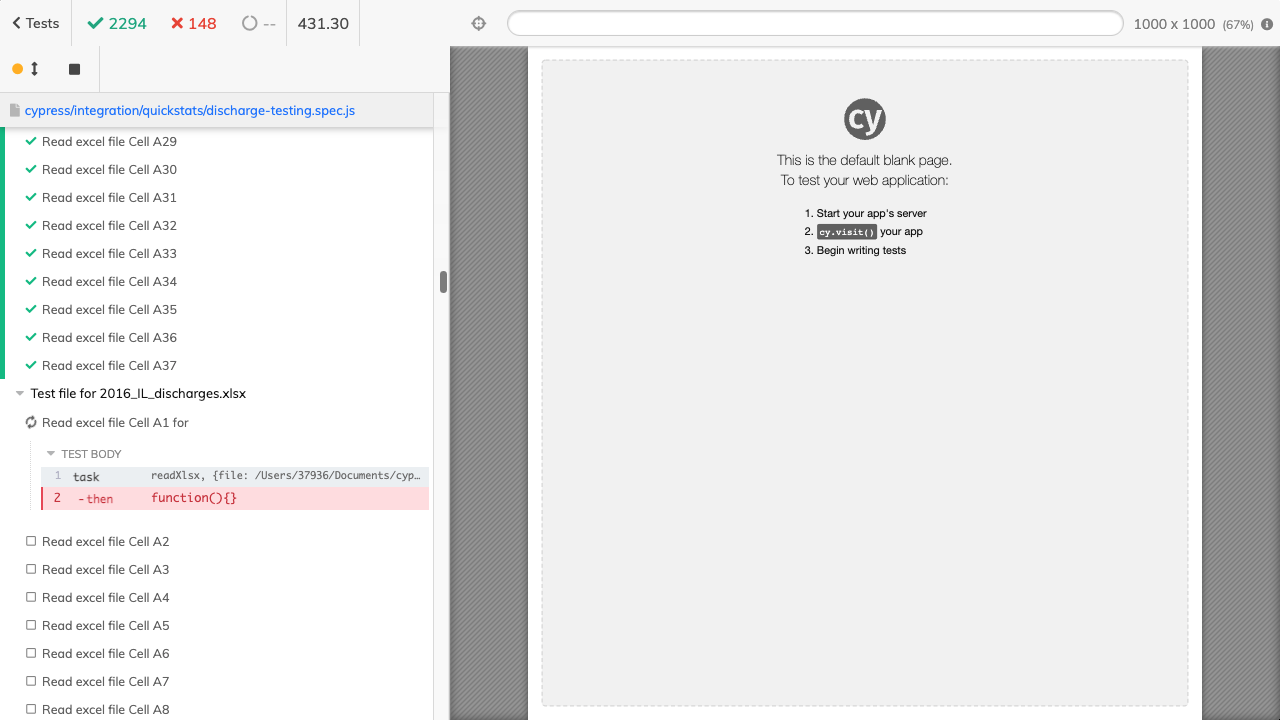 Tests
2294
148
--
431.30
1000 x 1000 (67%)
cypress/integration/quickstats/discharge-testing.spec.js
Read excel file Cell A29
Read excel file Cell A30
Read excel file Cell A31
Read excel file Cell A32
Read excel file Cell A33
Read excel file Cell A34
Read excel file Cell A35
Read excel file Cell A36
Read excel file Cell A37
Test file for 2016_IL_discharges.xlsx
Read excel file Cell A1 for
TEST BODY
1 task readXlsx, {file: /Users/37936/Documents/cyp…
2 -then function(){}
Read excel file Cell A2
Read excel file Cell A3
Read excel file Cell A4
Read excel file Cell A5
Read excel file Cell A6
Read excel file Cell A7
Read excel file Cell A8
cy
This is the default blank page.
To test your web application:
1. Start your app's server
2. cy.visit() your app
3. Begin writing tests